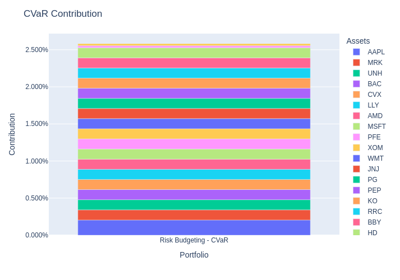 CVaR Contribution
Assets
AAPL
MRK
UNH
BAC
CVX
LLY
AMD
MSFT
PFE
XOM
WMT
JNJ
PG
PEP
KO
RRC
BBY
HD
Contribution
2.500%
2.000%
1.500%
1.000%
0.500%
0.000%
Risk Budgeting - CVaR
Portfolio